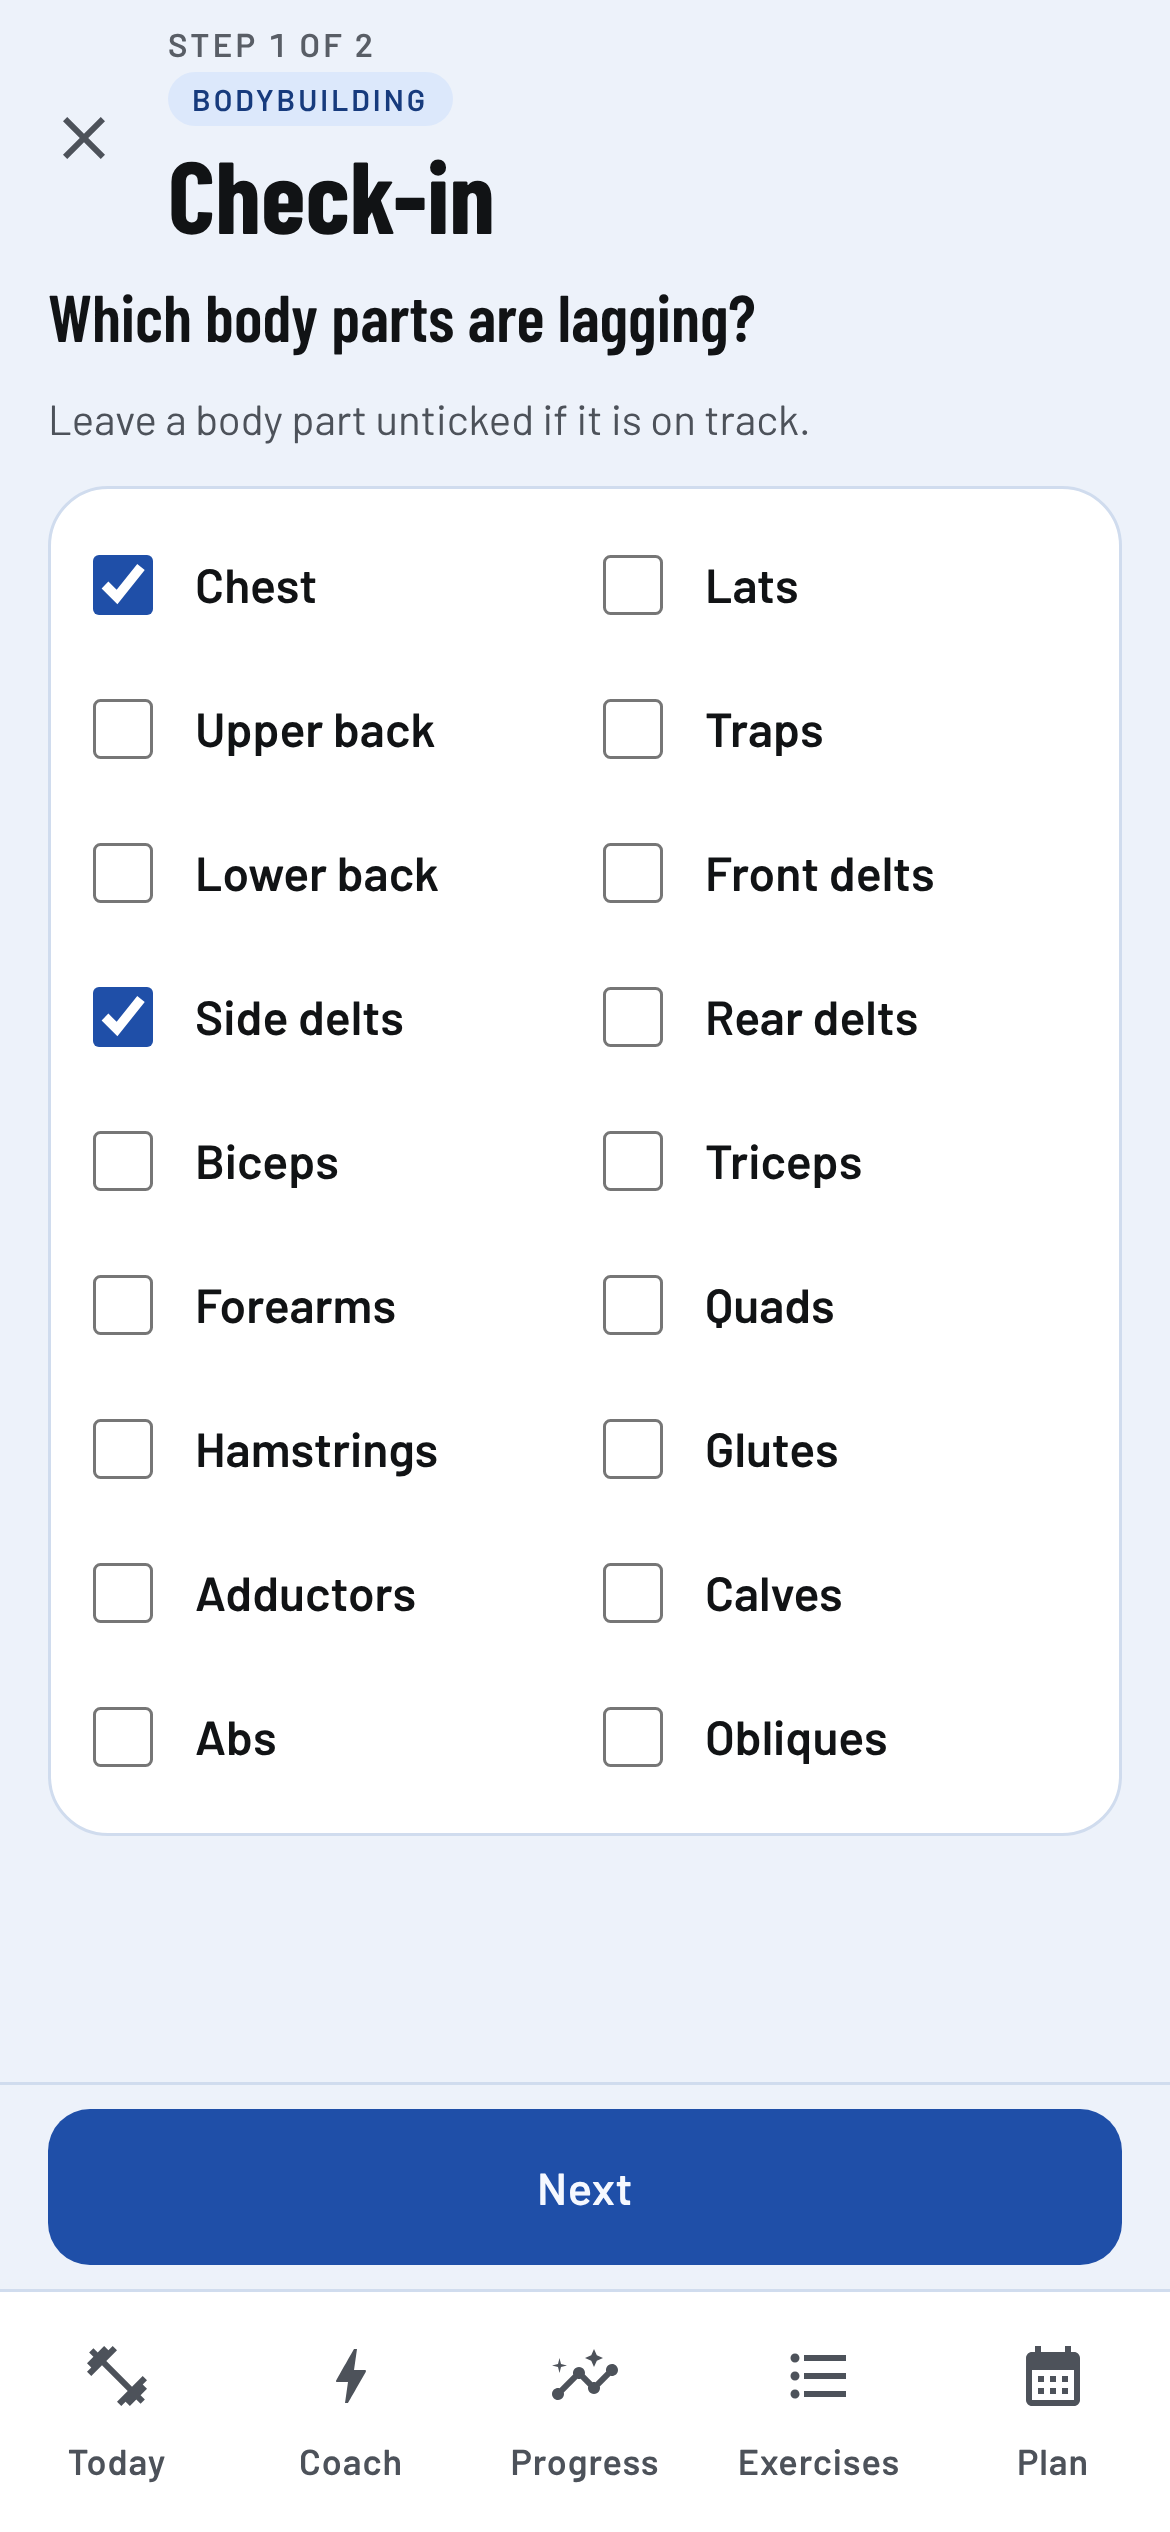 STEP 1 OF 2
BODYBUILDING
Check-in
Which body parts are lagging?
Leave a body part unticked if it is on track.
Chest
Lats
Upper back
Traps
Lower back
Front delts
Side delts
Rear delts
Biceps
Triceps
Forearms
Quads
Hamstrings
Glutes
Adductors
Calves
Abs
Obliques
Next
Today
Coach
Progress
Exercises
Plan